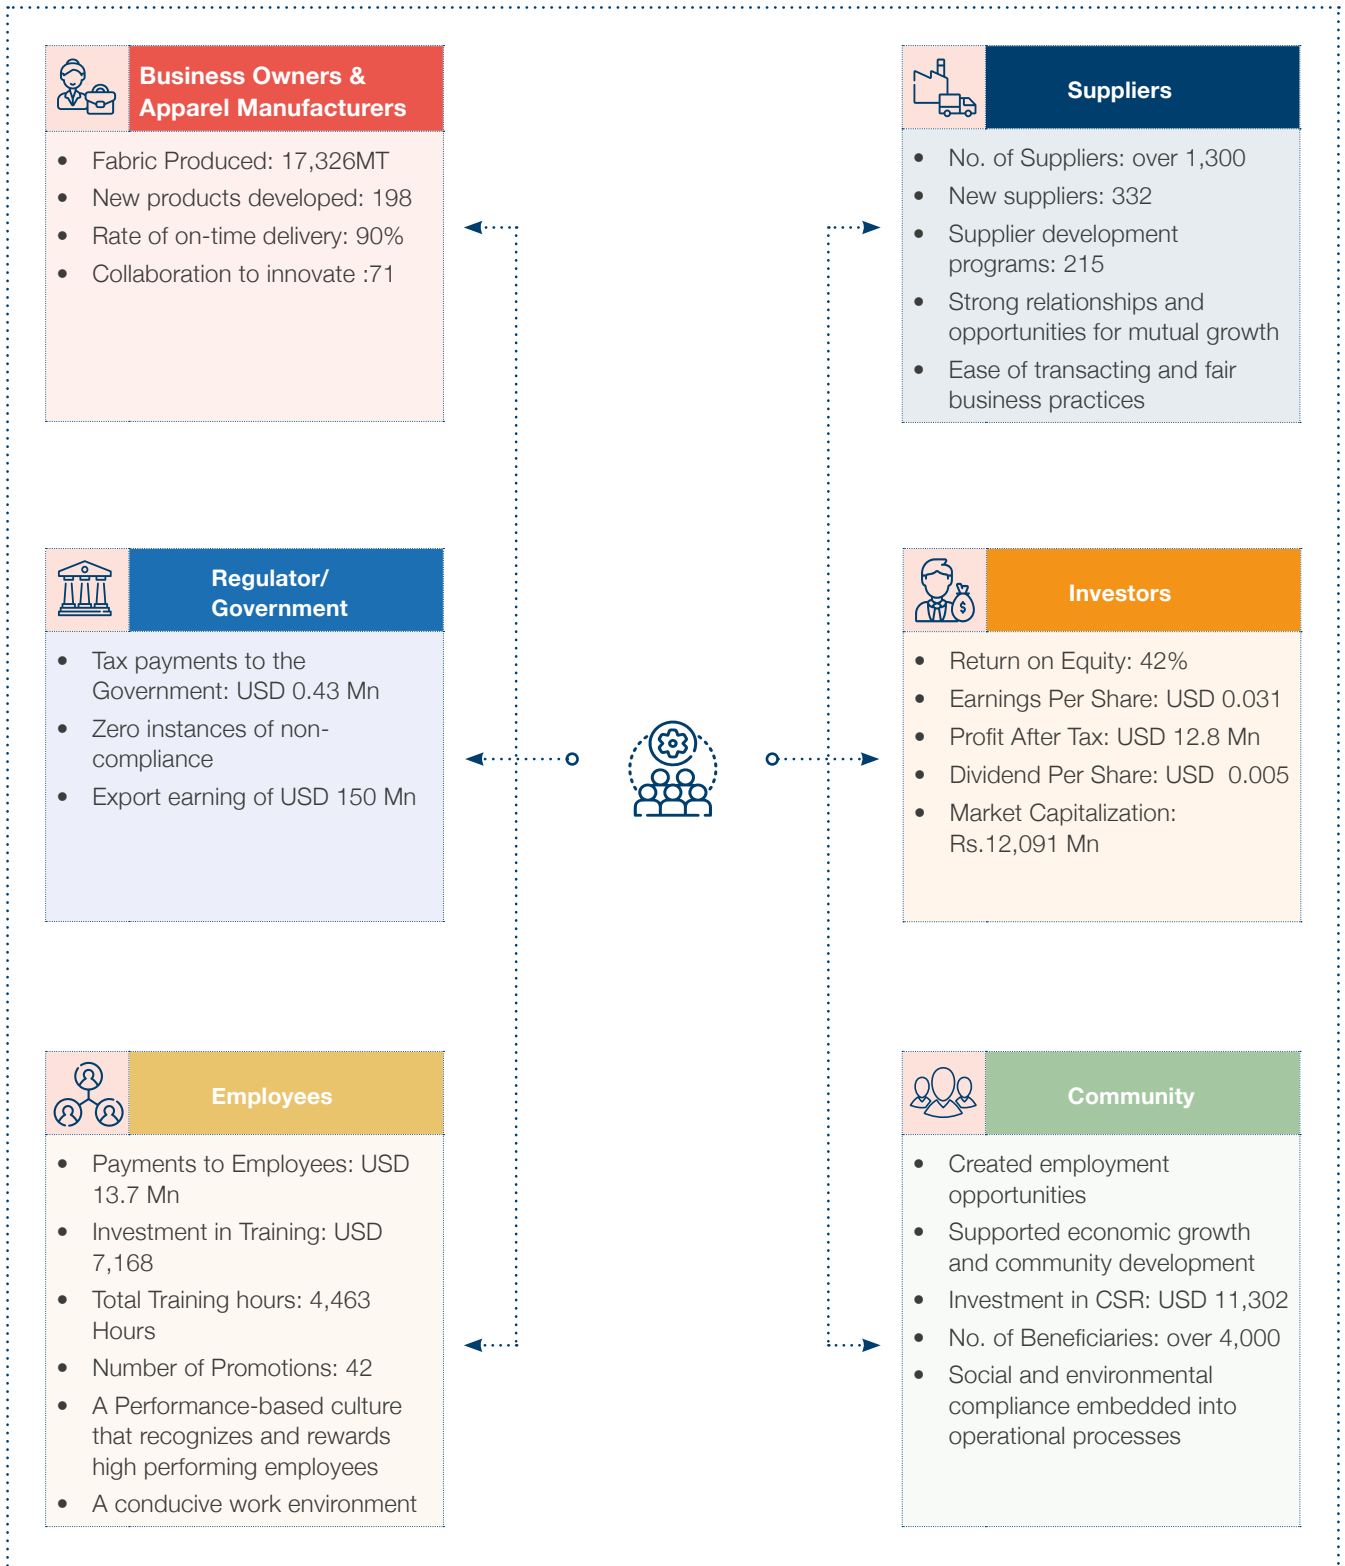 Business Owners &
Apparel Manufacturers
• Fabric Produced: 17,326MT
• New products developed: 198
• Rate of on-time delivery: 90%
• Collaboration to innovate :71
Suppliers
• No. of Suppliers: over 1,300
• New suppliers: 332
• Supplier development
programs: 215
• Strong relationships and
opportunities for mutual growth
• Ease of transacting and fair
business practices
Regulator/
Government
• Tax payments to the
Government: USD 0.43 Mn
• Zero instances of non-
compliance
• Export earning of USD 150 Mn
Investors
• Return on Equity: 42%
• Earnings Per Share: USD 0.031
• Profit After Tax: USD 12.8 Mn
• Dividend Per Share: USD  0.005
• Market Capitalization:
Rs.12,091 Mn
Employees
• Payments to Employees: USD
13.7 Mn
• Investment in Training: USD
7,168
• Total Training hours: 4,463
Hours
• Number of Promotions: 42
• A Performance-based culture
that recognizes and rewards
high performing employees
• A conducive work environment
Community
• Created employment
opportunities
• Supported economic growth
and community development
• Investment in CSR: USD 11,302
• No. of Beneficiaries: over 4,000
• Social and environmental
compliance embedded into
operational processes